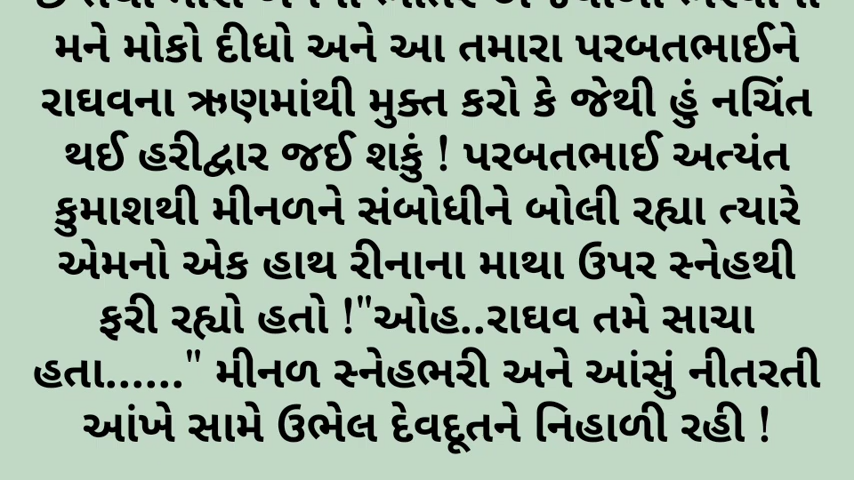 મને મોકો દીધો અને આ તમારા પરબતભાઈને
રાઘવના ઋણમાંથી મુક્ત કરો કે જેથી હું નચિંત
થઈ હરીદ્વાર જઈ શકું ! પરબતભાઈ અત્યંત
કુમાશથી મીનળને સંબોધીને બોલી રહ્યા ત્યારે
એમનો એક હાથ રીનાના માથા ઉપર સ્નેહથી
ફરી રહ્યો હતો !"ઓહ..રાઘવ તમે સાચા
હતા......" મીનળ સ્નેહભરી અને આંસું નીતરતી
આંખે સામે ઉભેલ દેવદૂતને નિહાળી રહી !